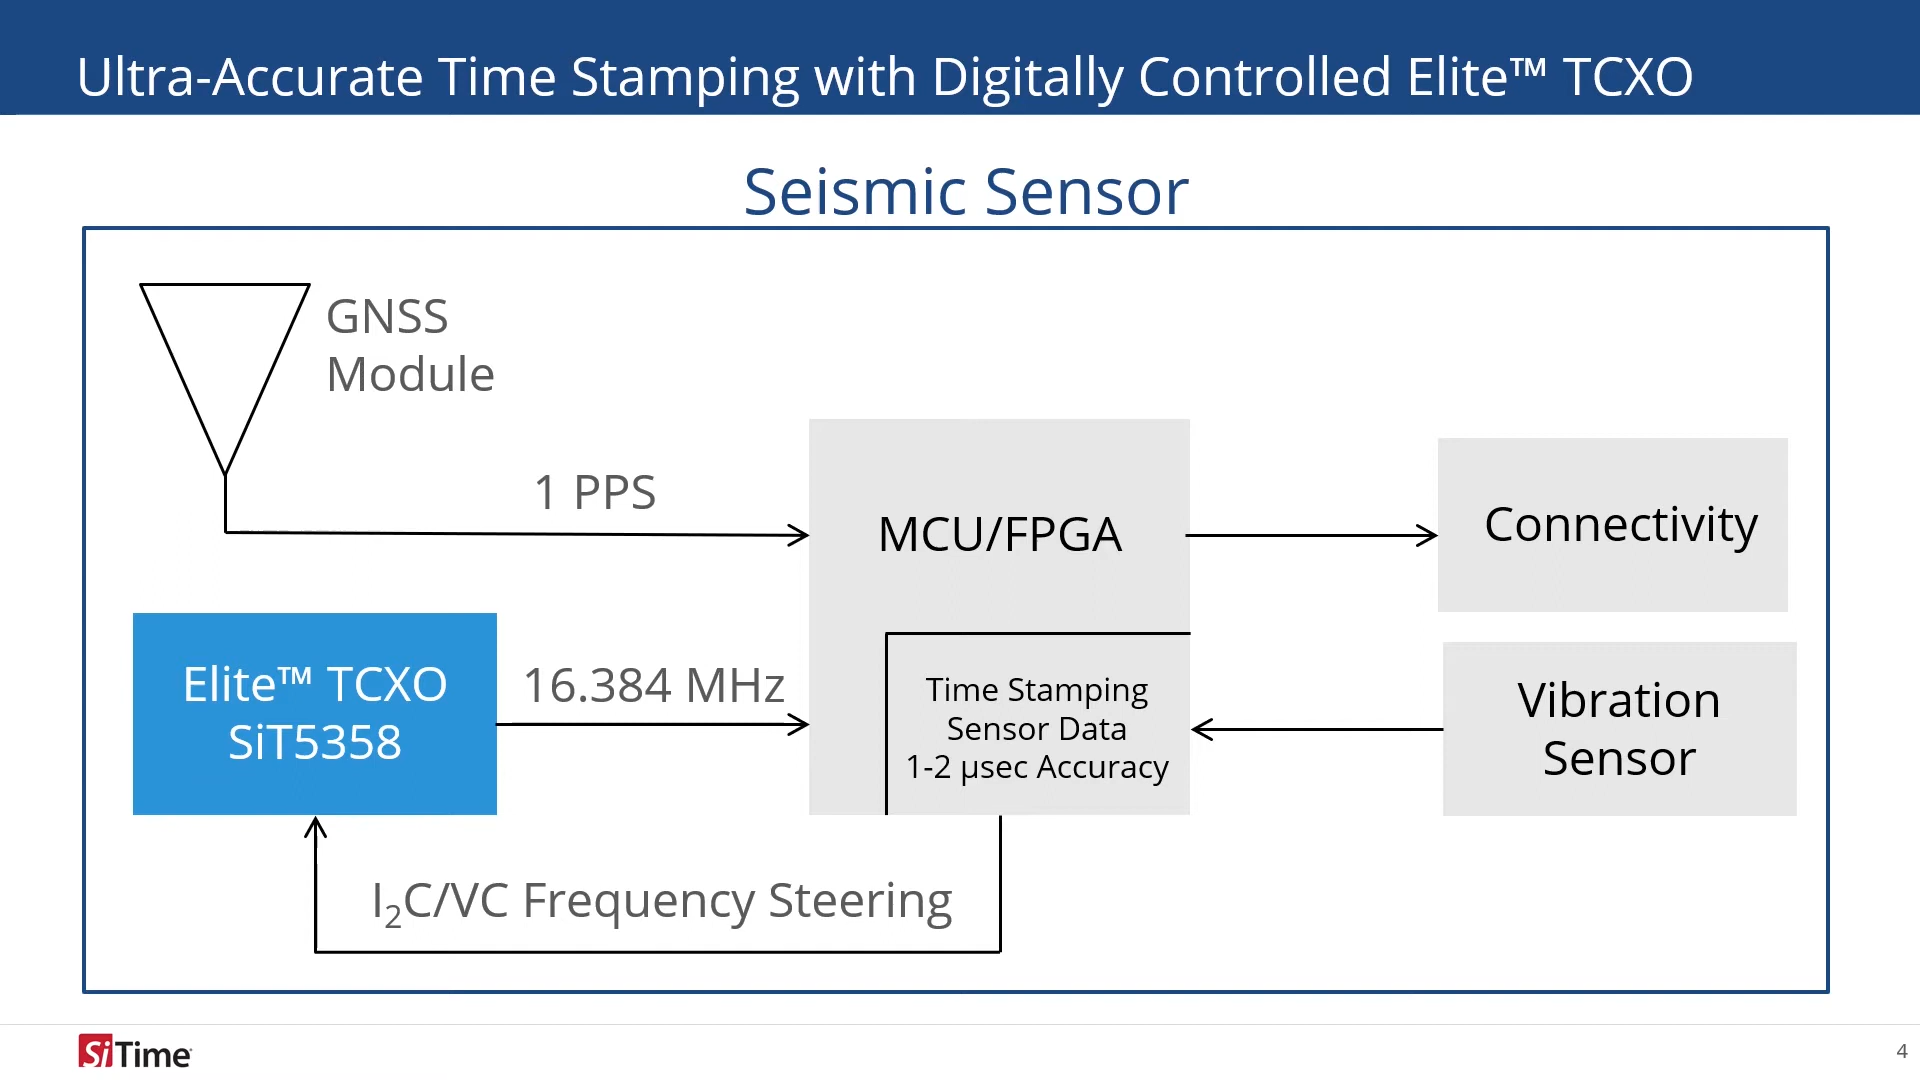 Ultra-Accurate Time Stamping with Digitally Controlled Elite™ TCXO
Seismic Sensor
GNSS
Module
1 PPS
MCU/FPGA
Connectivity
Elite™ TCXO
SiT5358
16.384 MHz
Time Stamping
Sensor Data
1-2 µsec Accuracy
Vibration
Sensor
I₂C/VC Frequency Steering
SiTime
4